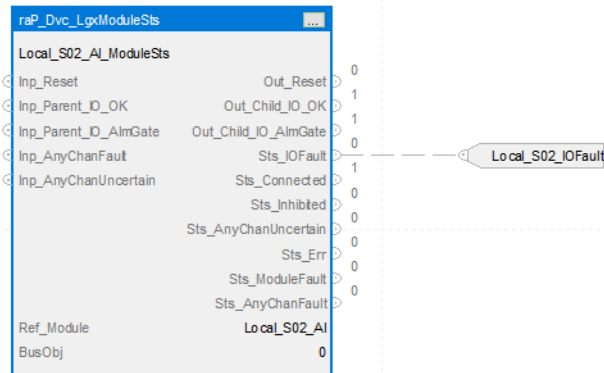 raP_Dvc_LgxModuleSts ...
Local_S02_AI_ModuleSts
0
Inp_Reset Out_Reset
1
Inp_Parent_IO_OK Out_Child_IO_OK
1
Inp_Parent_IO_AlmGate Out_Child_IO_AlmGate
0
Inp_AnyChanFault Sts_IOFault Local_S02_IOFault
1
Inp_AnyChanUncertain Sts_Connected
0
Sts_Inhibited
0
Sts_AnyChanUncertain
0
Sts_Err
0
Sts_ModuleFault
0
Sts_AnyChanFault
Ref_Module Local_S02_AI
BusObj 0